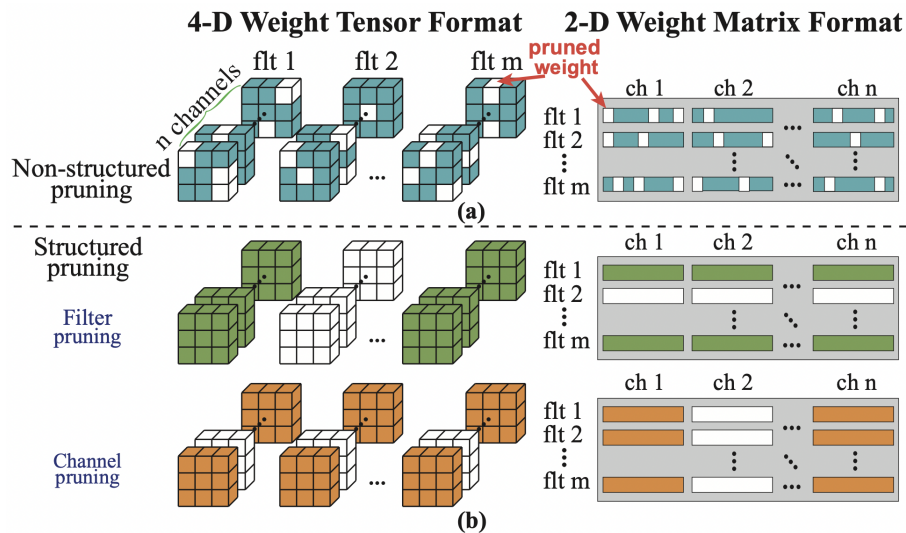 4-D Weight Tensor Format
2-D Weight Matrix Format
flt 1
flt 2
flt m
pruned
weight
n channels
Non-structured
pruning
...
(a)
ch 1
ch 2
ch n
flt 1
flt 2
flt m
...
...
Structured
pruning
Filter
pruning
...
ch 1
ch 2
ch n
flt 1
flt 2
flt m
...
...
Channel
pruning
...
(b)
ch 1
ch 2
ch n
flt 1
flt 2
flt m
...
...